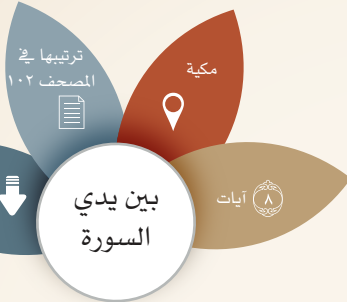 ترتيبها في
المصحف ١٠٢
مكية
٨ آيات
بين يدي
السورة